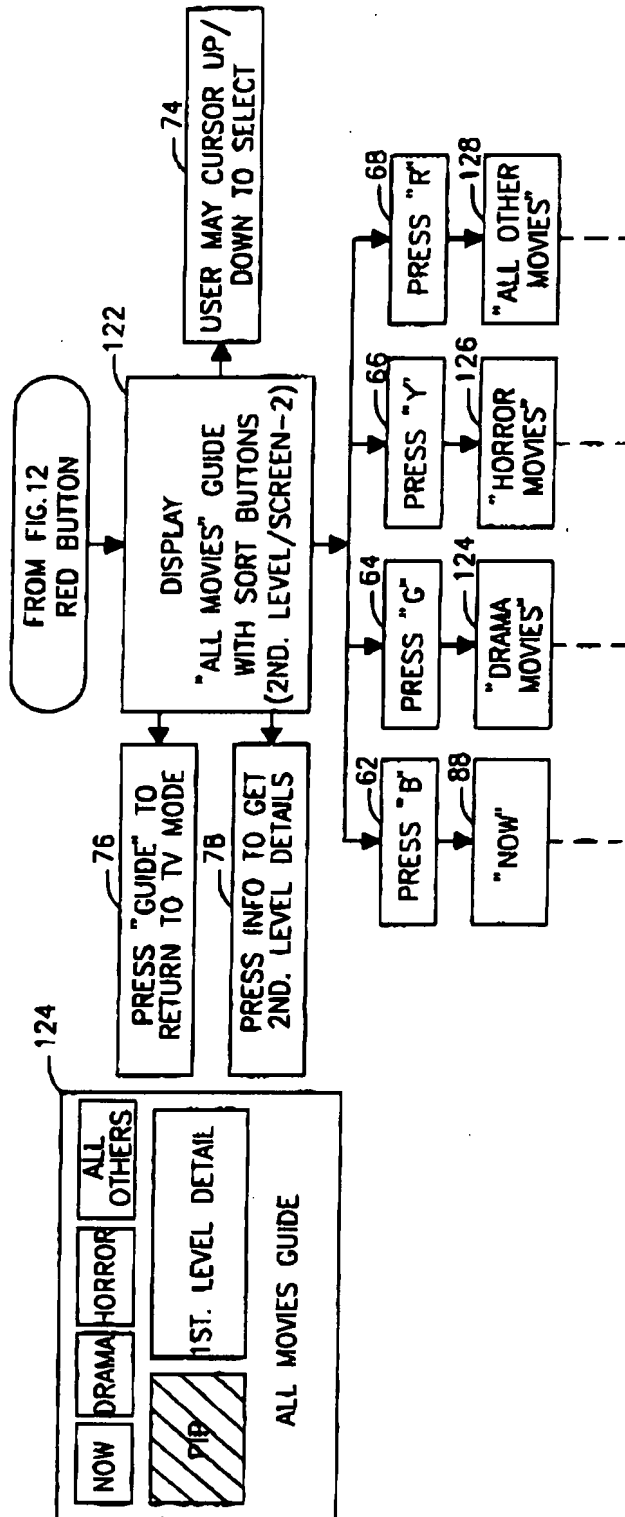 FROM FIG.12
RED BUTTON
122
DISPLAY
"ALL MOVIES" GUIDE
WITH SORT BUTTONS
(2ND. LEVEL/SCREEN-2)
74
USER MAY CURSOR UP/
DOWN TO SELECT
76
PRESS "GUIDE" TO
RETURN TO TV MODE
78
PRESS INFO TO GET
2ND. LEVEL DETAILS
124
NOW
DRAMA
HORROR
ALL
OTHERS
PIB
1ST. LEVEL DETAIL
ALL MOVIES GUIDE
62
PRESS "B"
88
"NOW"
64
PRESS "G"
124
"DRAMA
MOVIES"
66
PRESS "Y"
126
"HORROR
MOVIES"
68
PRESS "R"
128
"ALL OTHER
MOVIES"